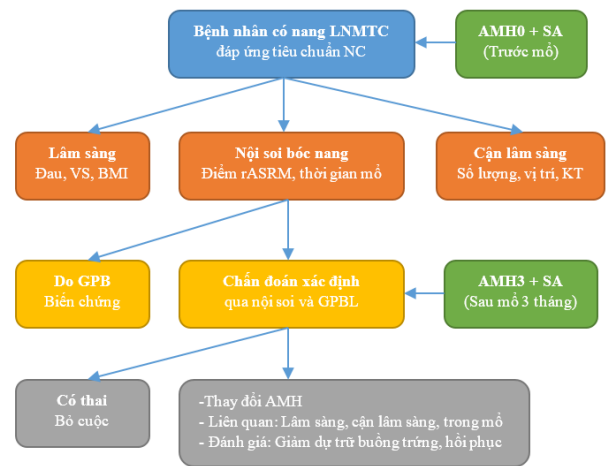 Bệnh nhân có nang LNMTC
đáp ứng tiêu chuẩn NC
AMH0 + SA
(Trước mổ)
Lâm sàng
Đau, VS, BMI
Nội soi bóc nang
Điểm rASRM, thời gian mổ
Cận lâm sàng
Số lượng, vị trí, KT
Do GPB
Biến chứng
Chẩn đoán xác định
qua nội soi và GPBL
AMH3 + SA
(Sau mổ 3 tháng)
Có thai
Bỏ cuộc
-Thay đổi AMH
- Liên quan: Lâm sàng, cận lâm sàng, trong mổ
- Đánh giá: Giảm dự trữ buồng trứng, hồi phục